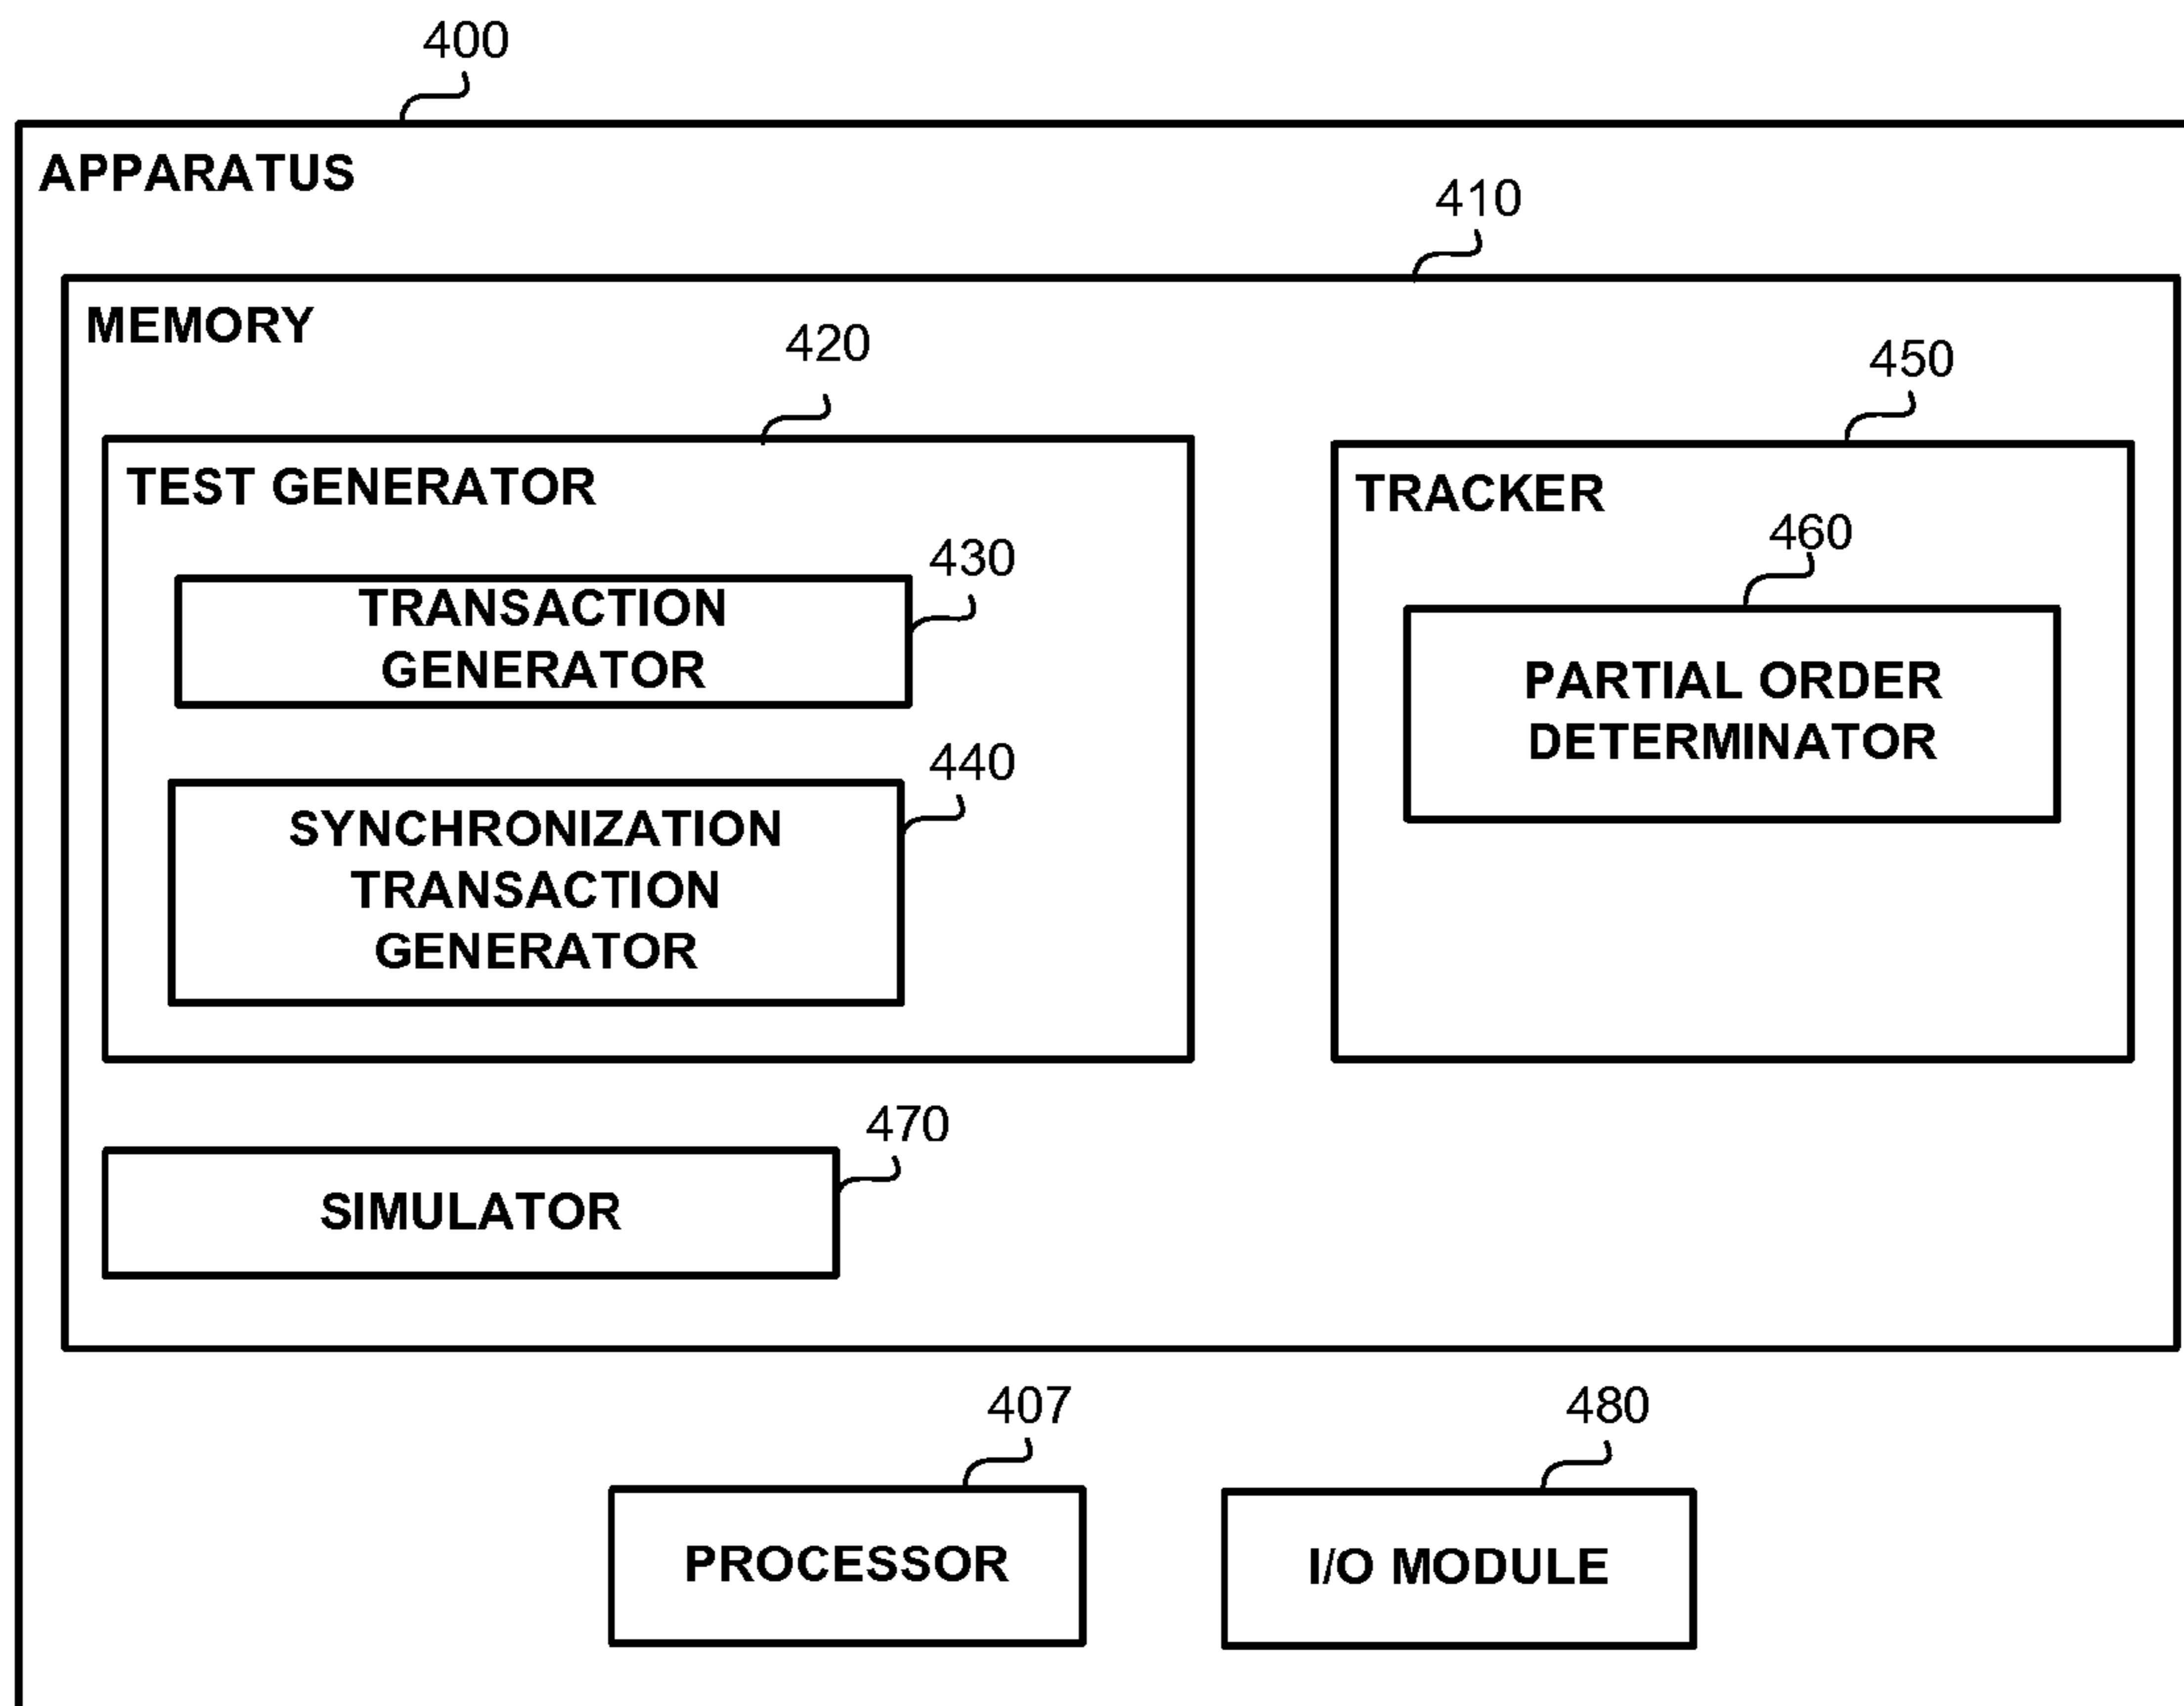 400
APPARATUS
410
MEMORY
420
450
TEST GENERATOR
TRACKER
430
460
TRANSACTION
GENERATOR
PARTIAL ORDER
DETERMINATOR
440
SYNCHRONIZATION
TRANSACTION
GENERATOR
470
SIMULATOR
407
480
PROCESSOR
I/O MODULE